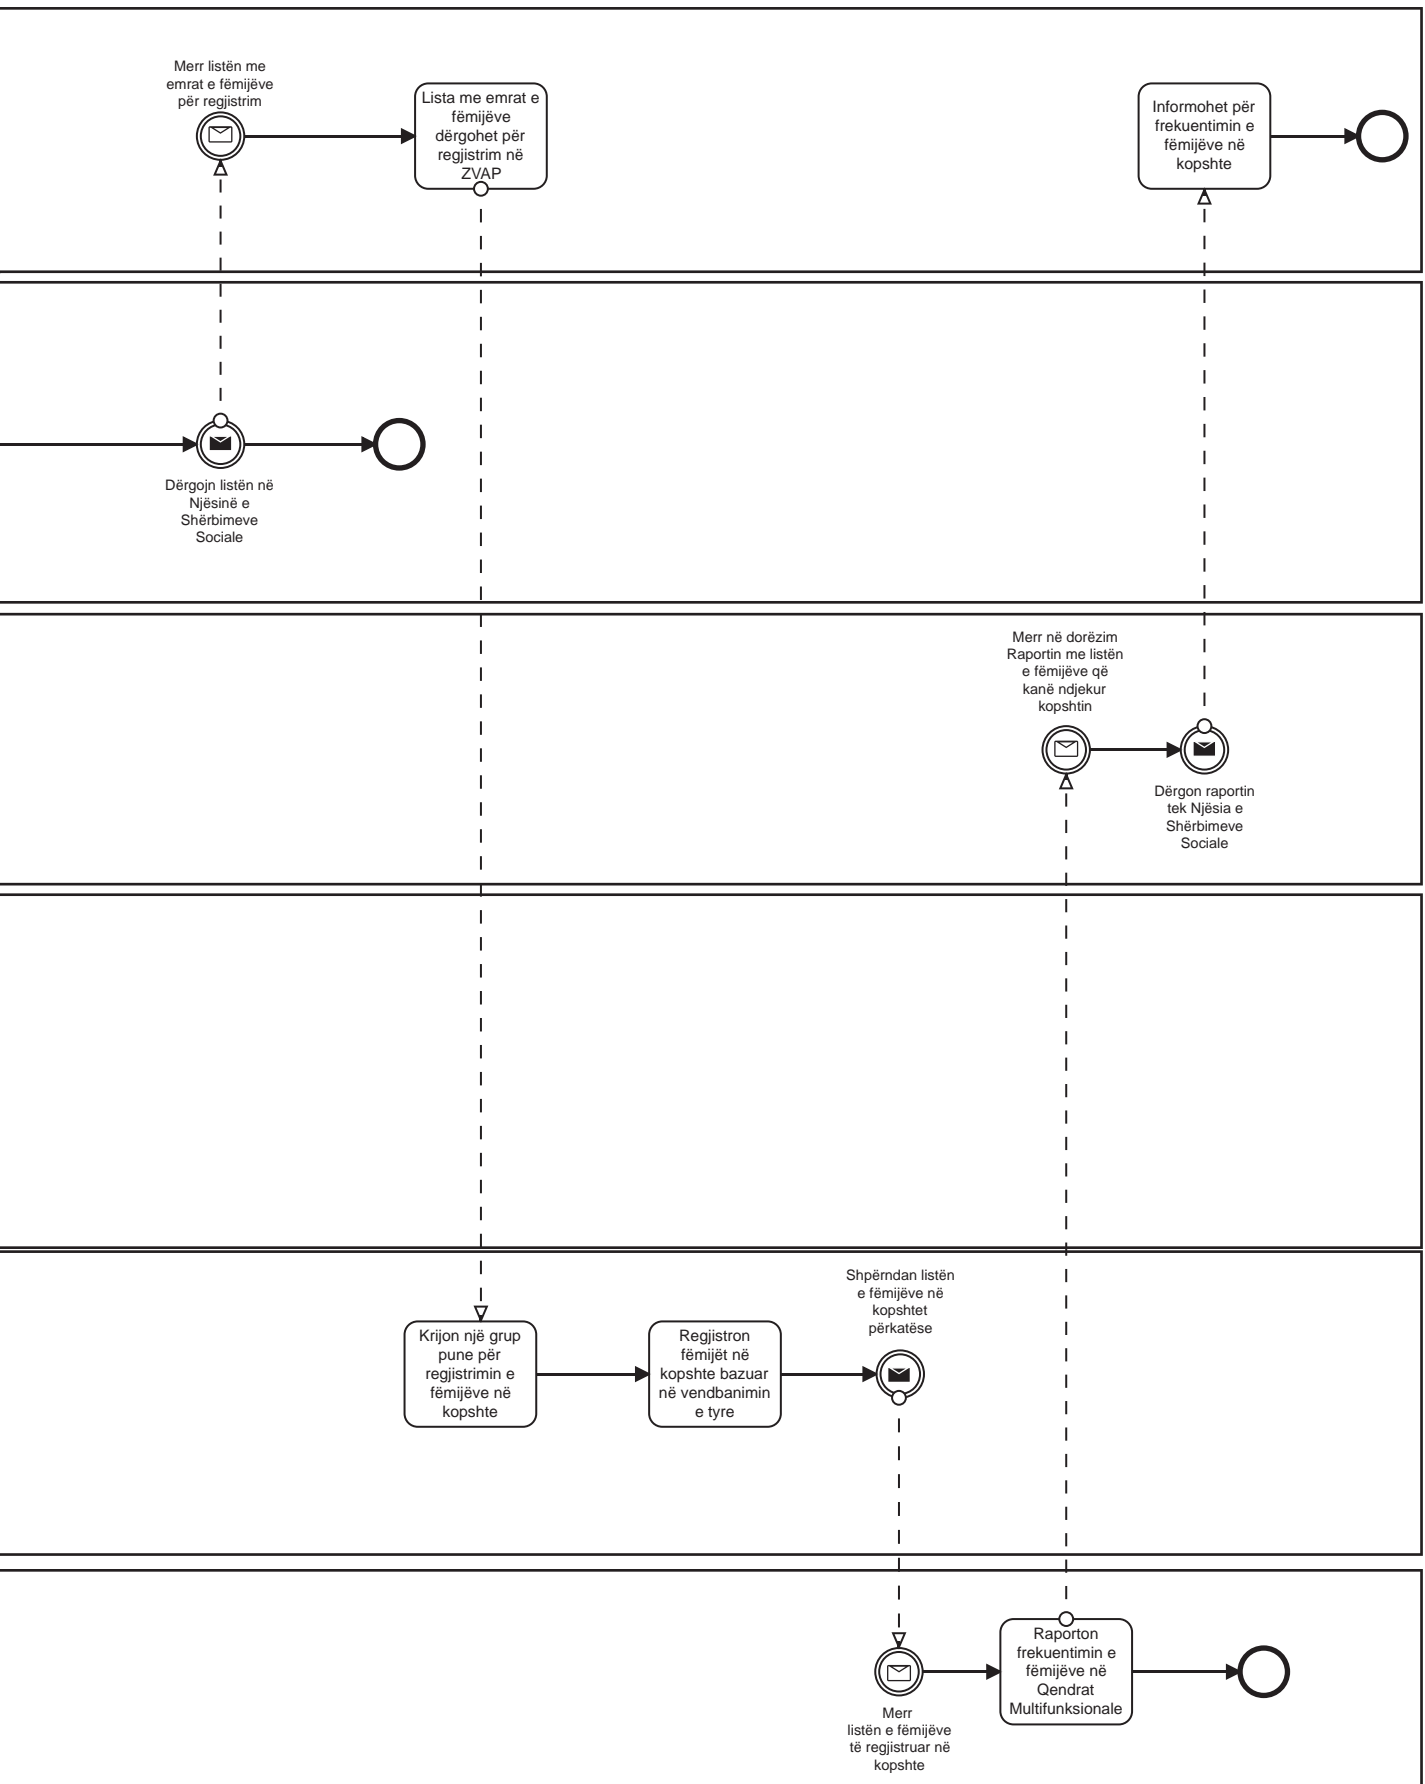 Merr listën me
emrat e fëmijëve
për regjistrim
Lista me emrat e
fëmijëve
dërgohet për
regjistrim në
ZVAP
Informohet për
frekuentimin e
fëmijëve në
kopshte
Dërgojn listën në
Njësinë e
Shërbimeve
Sociale
Merr në dorëzim
Raportin me listën
e fëmijëve që
kanë ndjekur
kopshtin
Dërgon raportin
tek Njësia e
Shërbimeve
Sociale
Krijon një grup
pune për
regjistrimin e
fëmijëve në
kopshte
Regjistron
fëmijët në
kopshte bazuar
në vendbanimin
e tyre
Shpërndan listën
e fëmijëve në
kopshtet
përkatëse
Merr
listën e fëmijëve
të regjistruar në
kopshte
Raporton
frekuentimin e
fëmijëve në
Qendrat
Multifunksionale